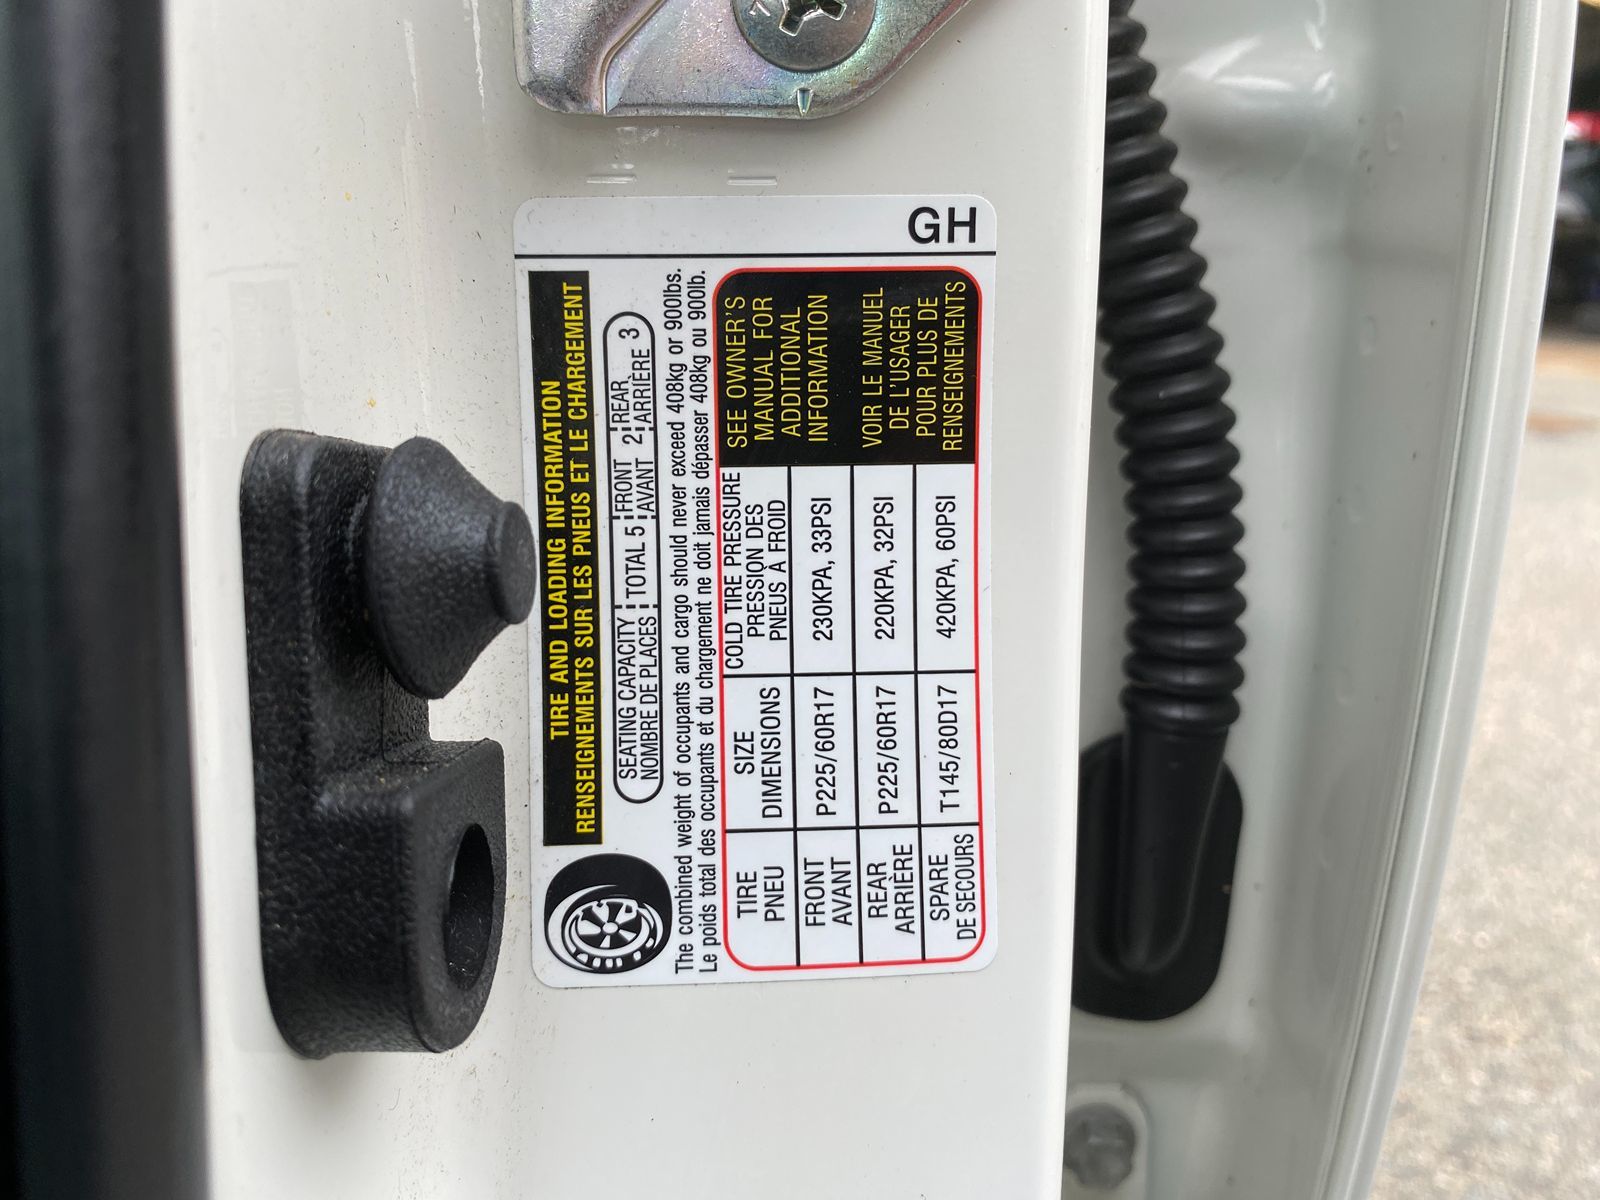 GH
TIRE AND LOADING INFORMATION
RENSEIGNEMENTS SUR LES PNEUS ET LE CHARGEMENT
SEATING CAPACITY TOTAL 5 FRONT 2 REAR 3
NOMBRE DE PLACES AVANT ARRIÈRE
The combined weight of occupants and cargo should never exceed 408kg or 900lbs.
Le poids total des occupants et du chargement ne doit jamais dépasser 408kg ou 900lb.
TIRE
PNEU
SIZE
DIMENSIONS
COLD TIRE PRESSURE
PRESSION DES
PNEUS À FROID
FRONT
AVANT
P225/60R17
230KPA, 33PSI
REAR
ARRIÈRE
P225/60R17
220KPA, 32PSI
SPARE
DE SECOURS
T145/80D17
420KPA, 60PSI
SEE OWNER'S
MANUAL FOR
ADDITIONAL
INFORMATION
VOIR LE MANUEL
DE L'USAGER
POUR PLUS DE
RENSEIGNEMENTS